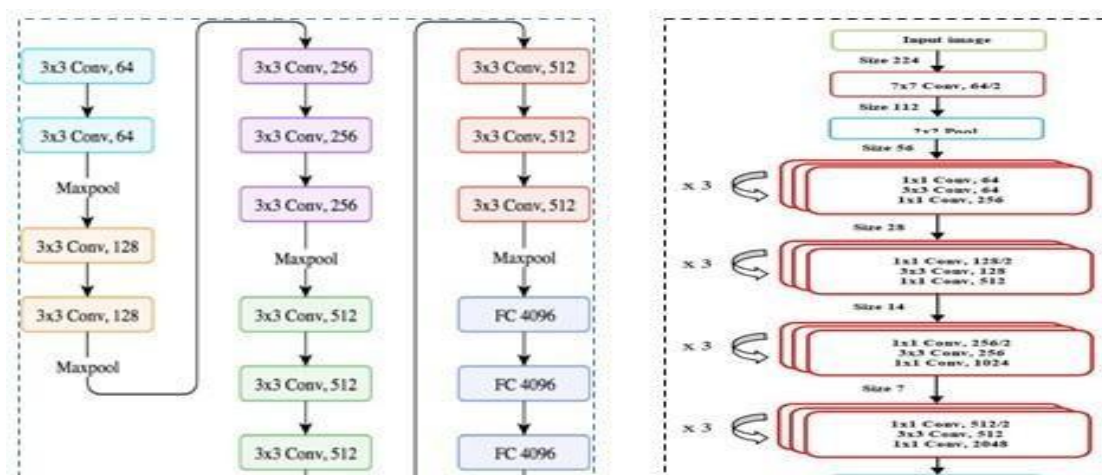 3x3 Conv, 64
3x3 Conv, 64
Maxpool
3x3 Conv, 128
3x3 Conv, 128
Maxpool
3x3 Conv, 256
3x3 Conv, 256
3x3 Conv, 256
Maxpool
3x3 Conv, 512
3x3 Conv, 512
3x3 Conv, 512
3x3 Conv, 512
3x3 Conv, 512
3x3 Conv, 512
Maxpool
FC 4096
FC 4096
FC 4096
Input image
Size 224
7x7 Conv, 64/2
Size 112
Pool
Size 56
x 3
1x1 Conv, 64
3x3 Conv, 64
1x1 Conv, 256
Size 28
x 3
1x1 Conv, 128/2
3x3 Conv, 128
1x1 Conv, 512
Size 14
x 3
1x1 Conv, 256/2
3x3 Conv, 256
1x1 Conv, 1024
Size 7
x 3
1x1 Conv, 512/2
3x3 Conv, 512
1x1 Conv, 2048